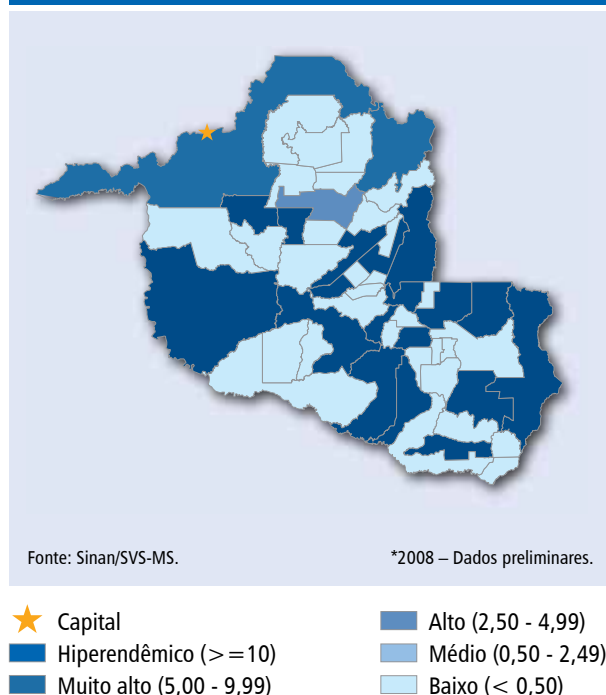 Fonte: Sinan/SVS-MS.
*2008 – Dados preliminares.
Capital
Hiperendêmico (>=10)
Muito alto (5,00 - 9,99)
Alto (2,50 - 4,99)
Médio (0,50 - 2,49)
Baixo (< 0,50)